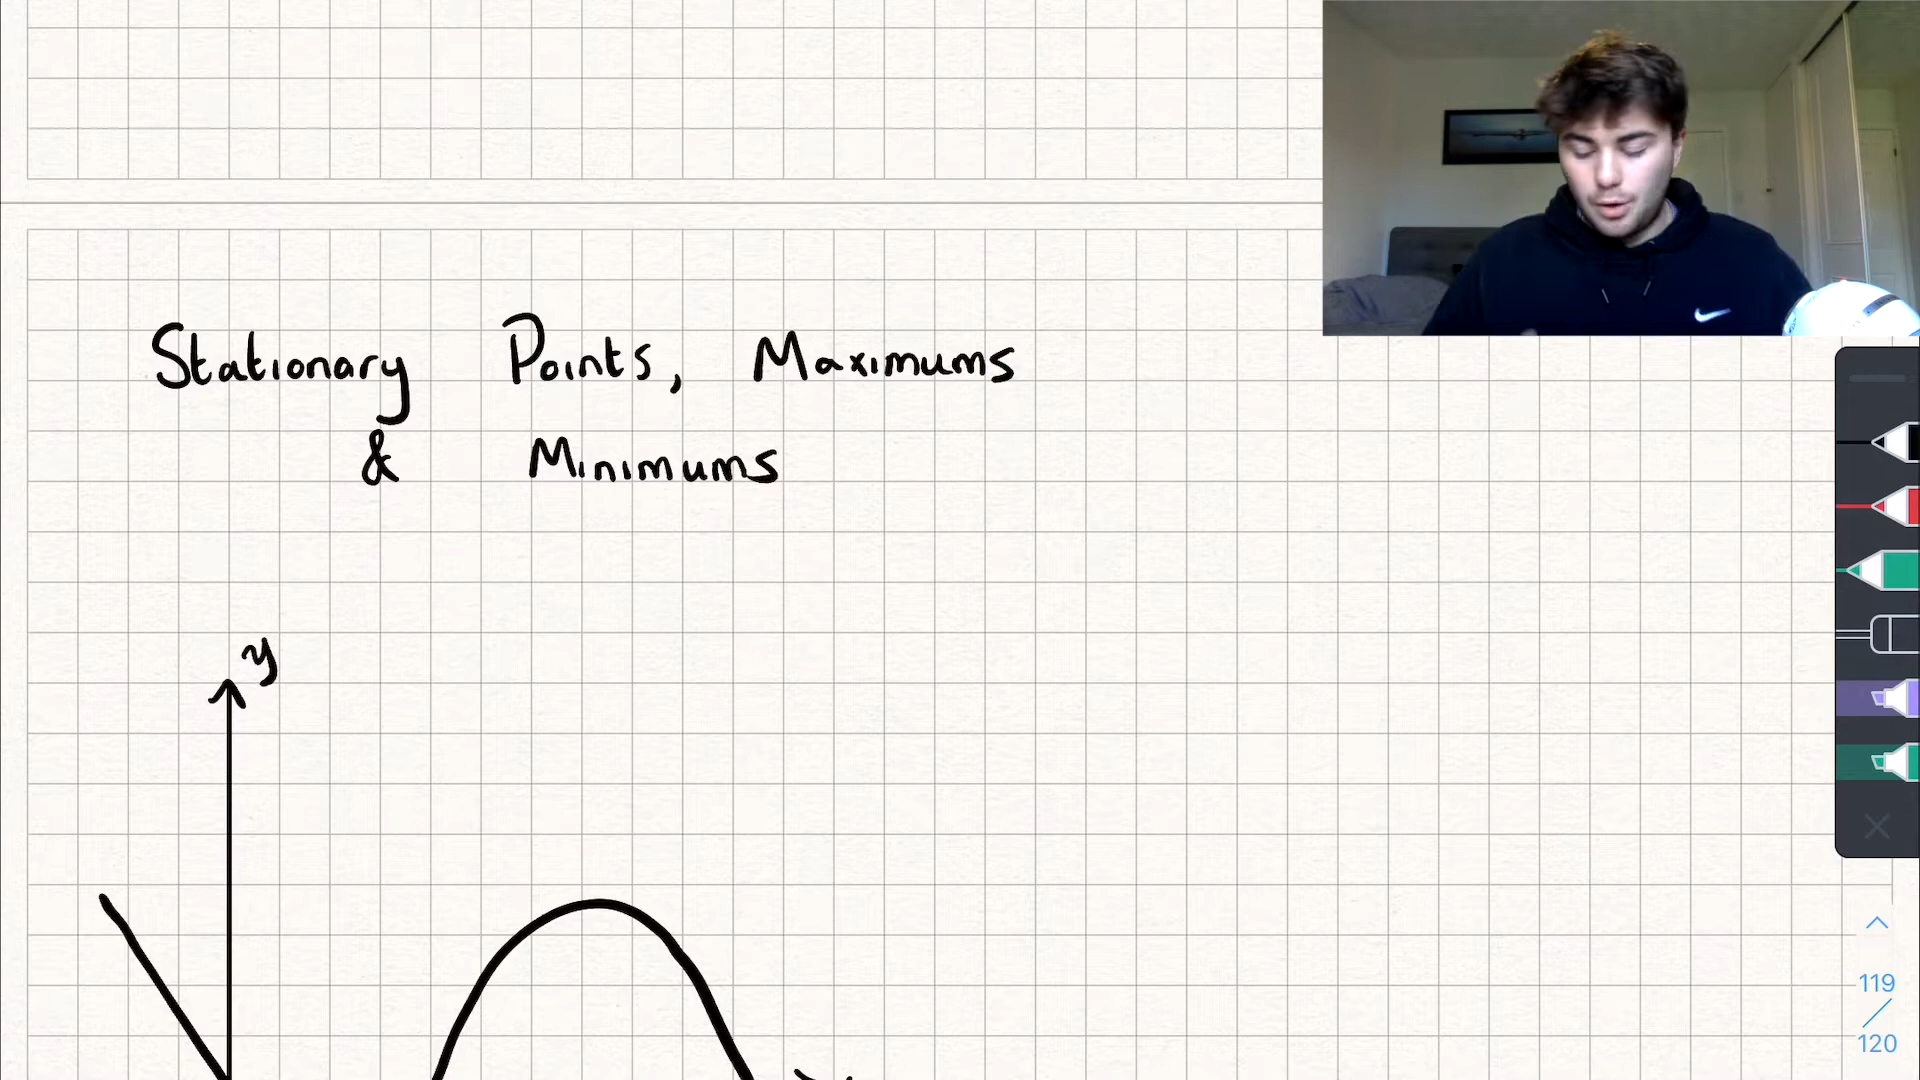 Stationary Points, Maximums
& Minimums
y
119
/
120